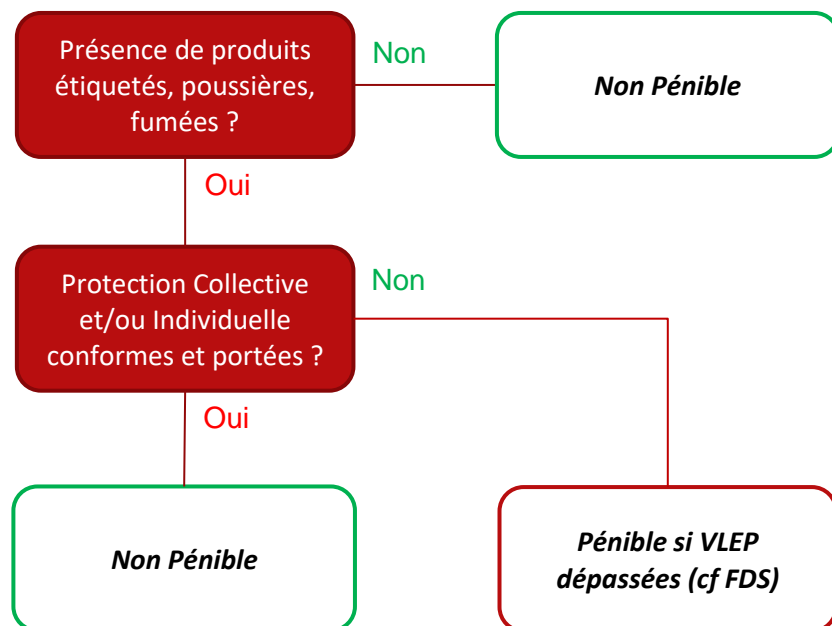 Présence de produits
étiquetés, poussières,
fumées ?
Non
Non Pénible
Oui
Protection Collective
et/ou Individuelle
conformes et portées ?
Non
Oui
Non Pénible
Pénible si VLEP
dépassées (cf FDS)